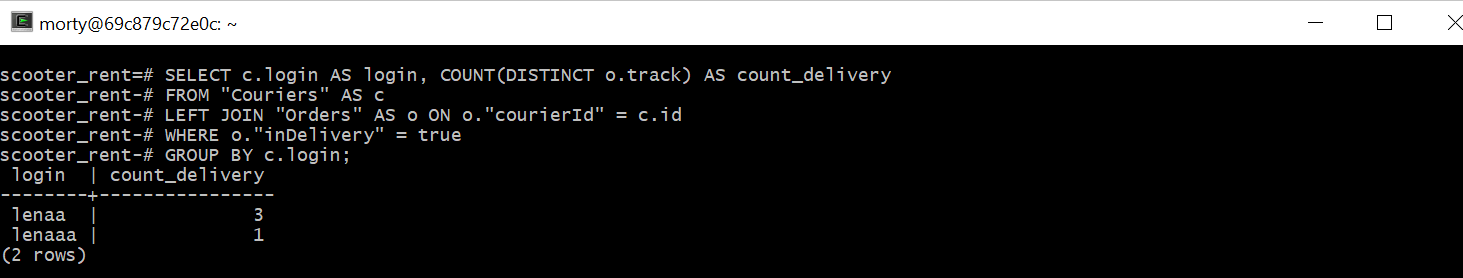 morty@69c879c72e0c: ~
scooter_rent=# SELECT c.login AS login, COUNT(DISTINCT o.track) AS count_delivery
scooter_rent-# FROM "Couriers" AS c
scooter_rent-# LEFT JOIN "Orders" AS o ON o."courierId" = c.id
scooter_rent-# WHERE o."inDelivery" = true
scooter_rent-# GROUP BY c.login;
 login  | count_delivery
--------+----------------
 lenaa  |              3
 lenaaa |              1
(2 rows)